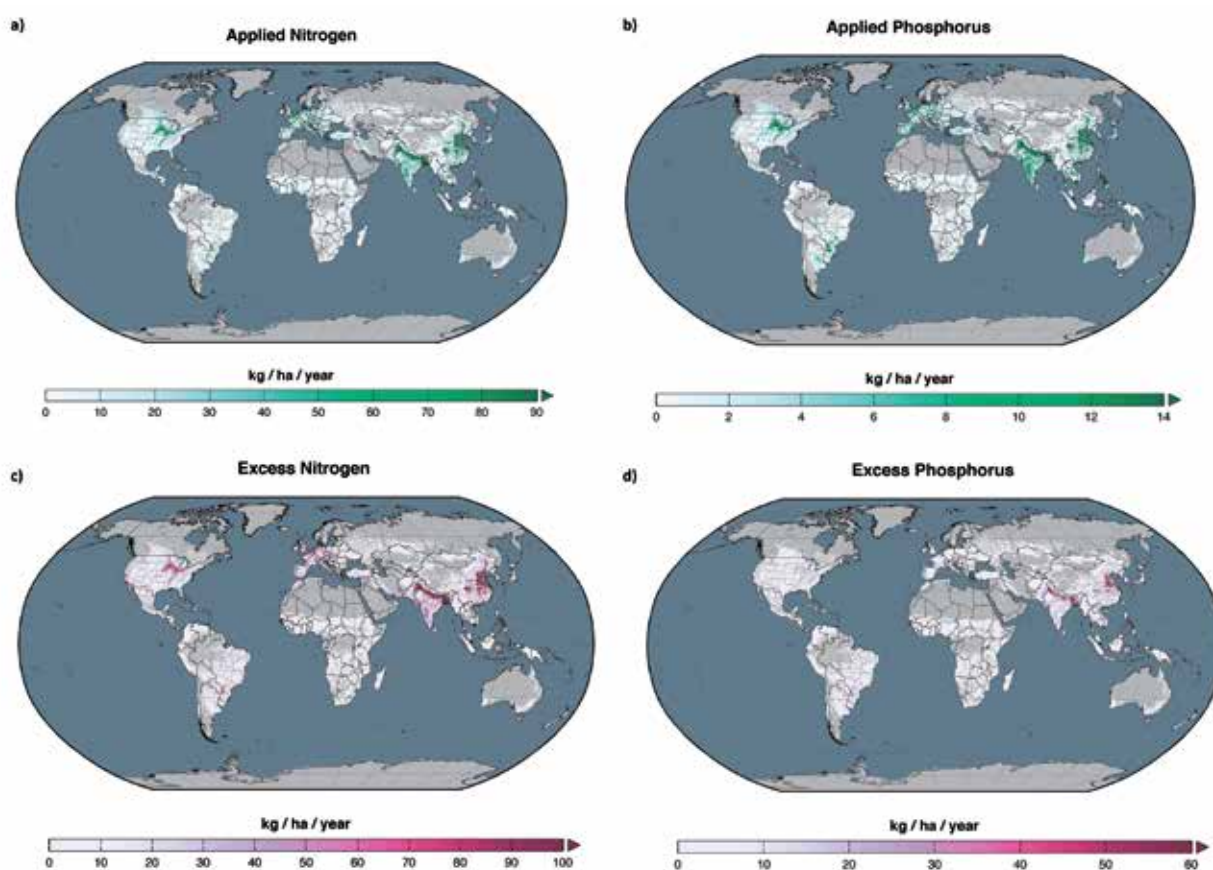 a)
Applied Nitrogen
kg / ha / year
0 10 20 30 40 50 60 70 80 90
b)
Applied Phosphorus
kg / ha / year
0 2 4 6 8 10 12 14
c)
Excess Nitrogen
kg / ha / year
0 10 20 30 40 50 60 70 80 90 100
d)
Excess Phosphorus
kg / ha / year
0 10 20 30 40 50 60